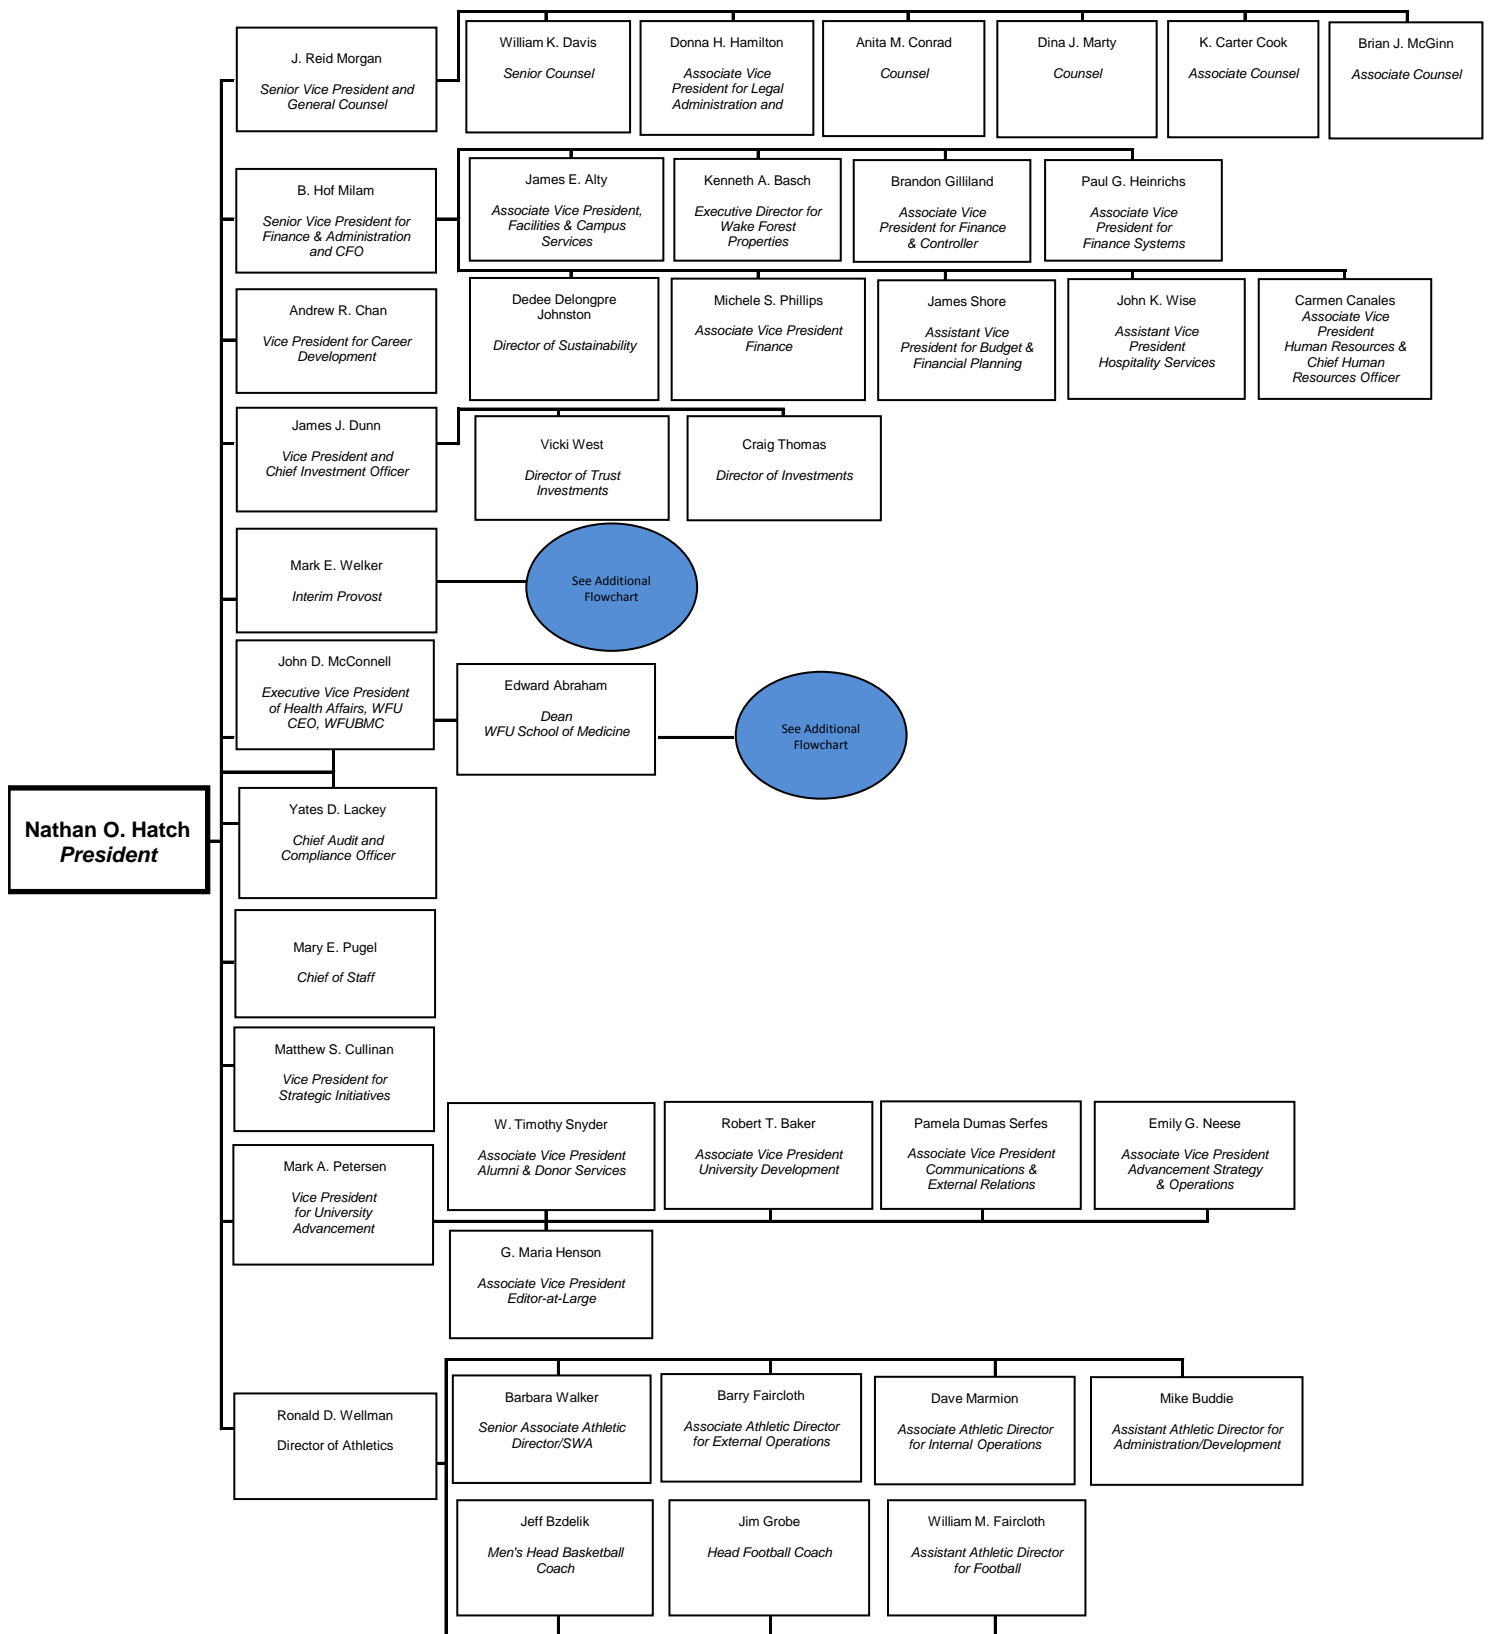 J. Reid Morgan
Senior Vice President and
General Counsel
William K. Davis
Senior Counsel
Donna H. Hamilton
Associate Vice
President for Legal
Administration and
Anita M. Conrad
Counsel
Dina J. Marty
Counsel
K. Carter Cook
Associate Counsel
Brian J. McGinn
Associate Counsel
B. Hof Milam
Senior Vice President for
Finance & Administration
and CFO
James E. Alty
Associate Vice President,
Facilities & Campus
Services
Kenneth A. Basch
Executive Director for
Wake Forest
Properties
Brandon Gilliland
Associate Vice
President for Finance
& Controller
Paul G. Heinrichs
Associate Vice
President for
Finance Systems
Dedee Delongpre
Johnston
Director of Sustainability
Michele S. Phillips
Associate Vice President
Finance
James Shore
Assistant Vice
President for Budget &
Financial Planning
John K. Wise
Assistant Vice
President
Hospitality Services
Carmen Canales
Associate Vice
President
Human Resources &
Chief Human
Resources Officer
Andrew R. Chan
Vice President for Career
Development
James J. Dunn
Vice President and
Chief Investment Officer
Vicki West
Director of Trust
Investments
Craig Thomas
Director of Investments
Mark E. Welker
Interim Provost
See Additional
Flowchart
John D. McConnell
Executive Vice President
of Health Affairs, WFU
CEO, WFUBMC
Edward Abraham
Dean
WFU School of Medicine
See Additional
Flowchart
Nathan O. Hatch
President
Yates D. Lackey
Chief Audit and
Compliance Officer
Mary E. Pugel
Chief of Staff
Matthew S. Cullinan
Vice President for
Strategic Initiatives
Mark A. Petersen
Vice President
for University
Advancement
W. Timothy Snyder
Associate Vice President
Alumni & Donor Services
Robert T. Baker
Associate Vice President
University Development
Pamela Dumas Serfes
Associate Vice President
Communications &
External Relations
Emily G. Neese
Associate Vice President
Advancement Strategy
& Operations
G. Maria Henson
Associate Vice President
Editor-at-Large
Ronald D. Wellman
Director of Athletics
Barbara Walker
Senior Associate Athletic
Director/SWA
Barry Faircloth
Associate Athletic Director
for External Operations
Dave Marmion
Associate Athletic Director
for Internal Operations
Mike Buddie
Assistant Athletic Director for
Administration/Development
Jeff Bzdelik
Men's Head Basketball
Coach
Jim Grobe
Head Football Coach
William M. Faircloth
Assistant Athletic Director
for Football